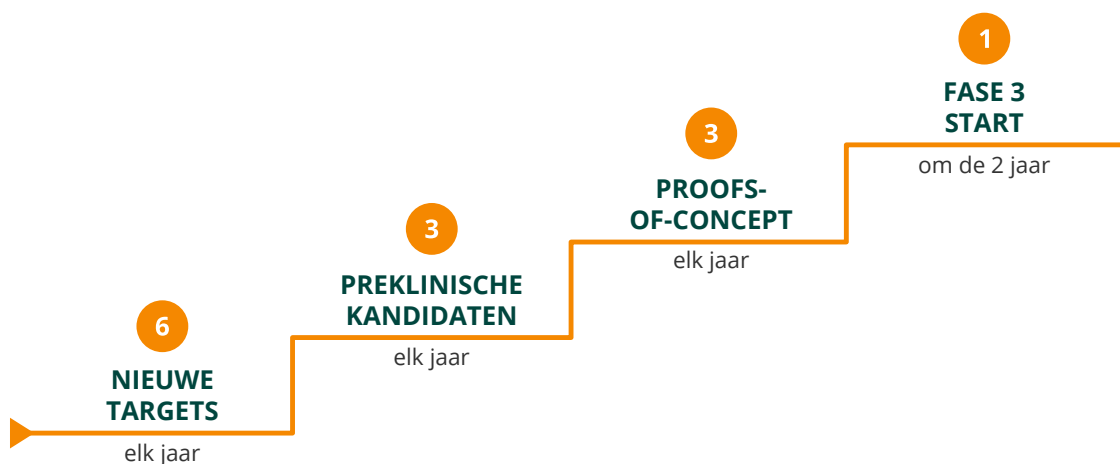 6
NIEUWE
TARGETS
elk jaar
3
PREKLINISCHE
KANDIDATEN
elk jaar
3
PROOFS-
OF-CONCEPT
elk jaar
1
FASE 3
START
om de 2 jaar